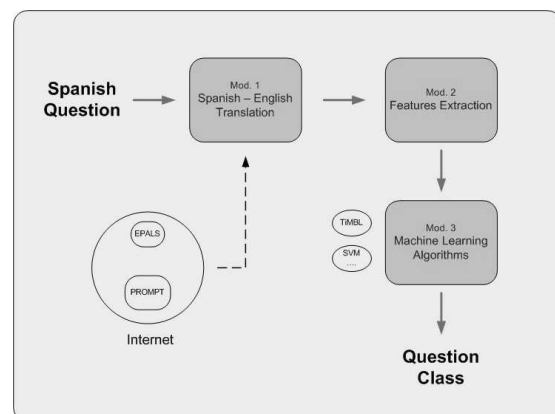 Spanish
Question
Mod. 1
Spanish – English
Translation
Mod. 2
Features Extraction
EPALS
PROMPT
Internet
TiMBL
SVM
....
Mod. 3
Machine Learning
Algorithms
Question
Class